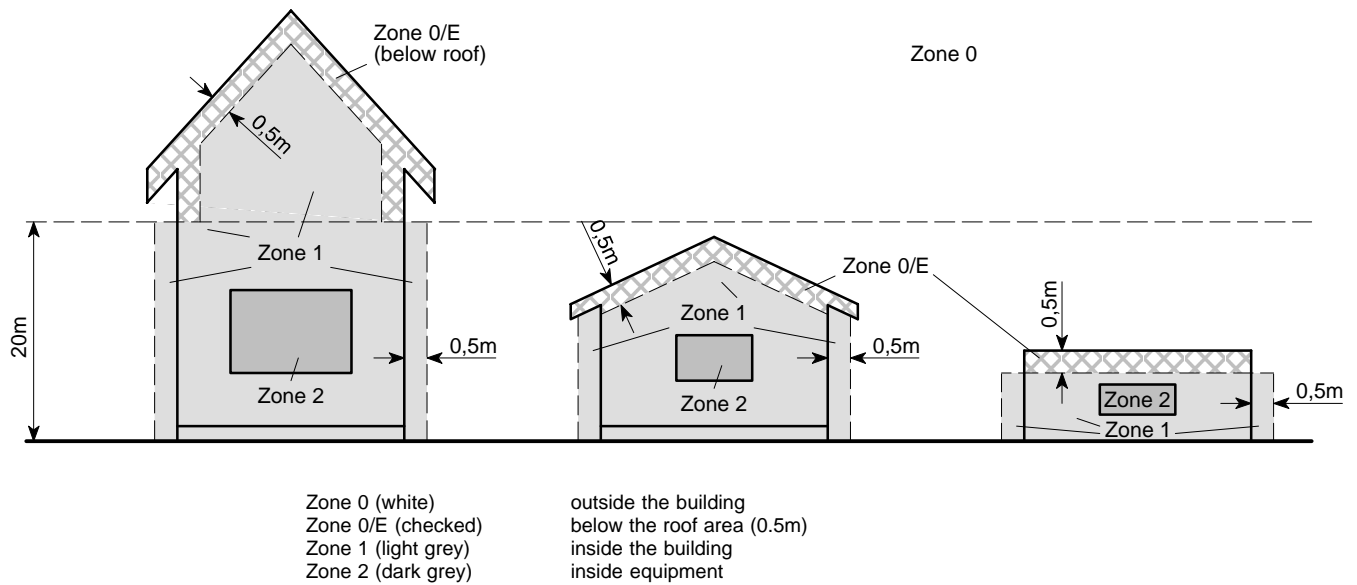 Zone 0/E
(below roof)
Zone 0
0,5m
Zone 1
20m
0,5m
Zone 2
0,5m
Zone 0/E
Zone 1
0,5m
Zone 2
0,5m
Zone 2
0,5m
Zone 1
Zone 0 (white) outside the building
Zone 0/E (checked) below the roof area (0.5m)
Zone 1 (light grey) inside the building
Zone 2 (dark grey) inside equipment